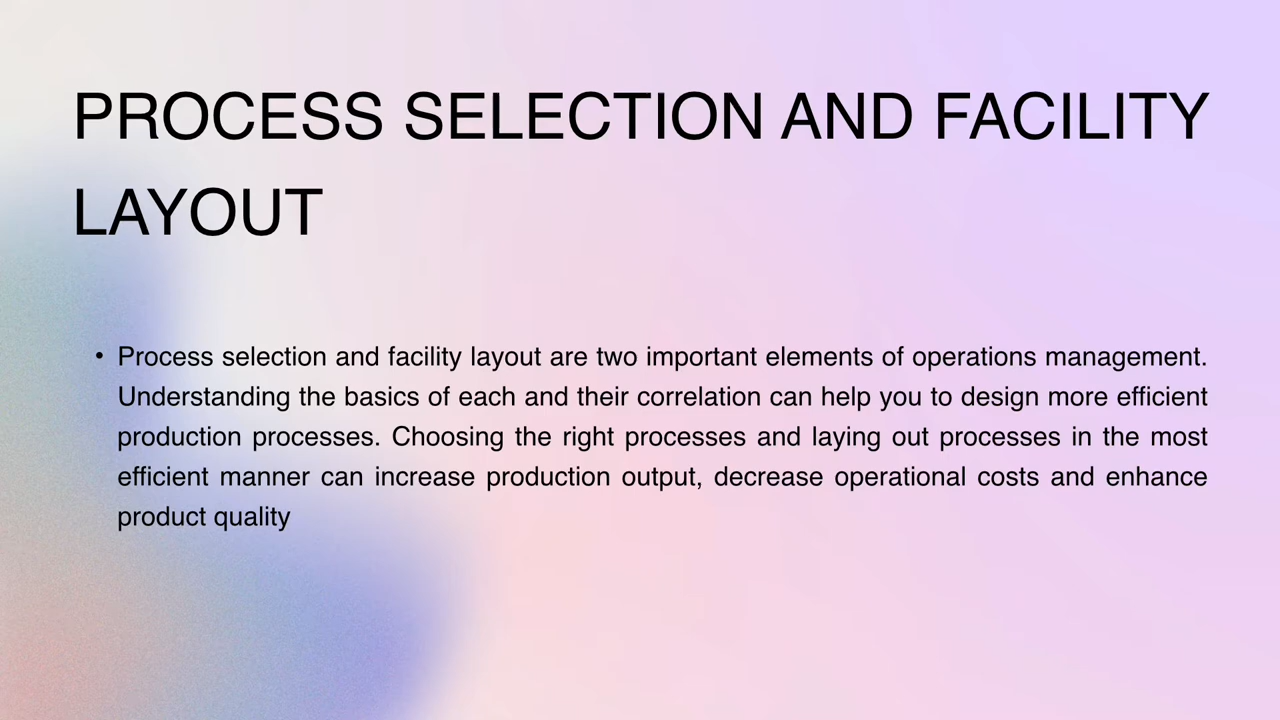 PROCESS SELECTION AND FACILITY
LAYOUT
• Process selection and facility layout are two important elements of operations management.
Understanding the basics of each and their correlation can help you to design more efficient
production processes. Choosing the right processes and laying out processes in the most
efficient manner can increase production output, decrease operational costs and enhance
product quality